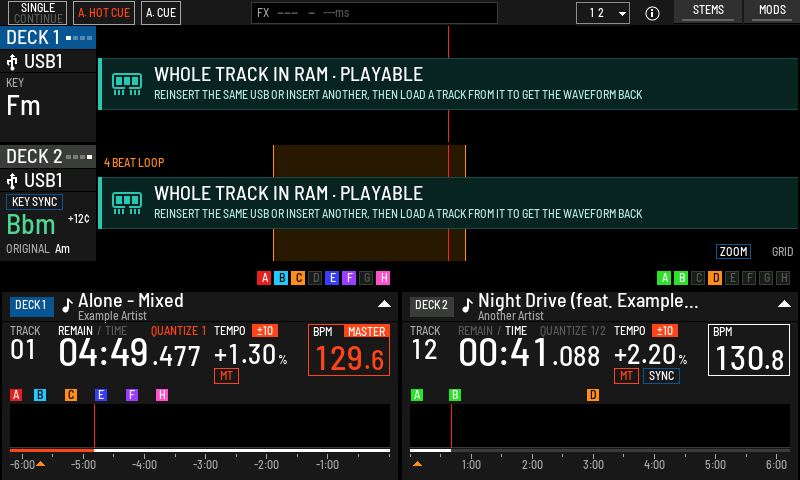 SINGLE
CONTINUE
A. HOT CUE
A. CUE
FX --- - ---ms
1 2
STEMS
MODS
DECK 1
USB1
KEY
Fm
WHOLE TRACK IN RAM · PLAYABLE
REINSERT THE SAME USB OR INSERT ANOTHER, THEN LOAD A TRACK FROM IT TO GET THE WAVEFORM BACK
DECK 2
USB1
KEY SYNC
Bbm +12¢
ORIGINAL Am
4 BEAT LOOP
WHOLE TRACK IN RAM · PLAYABLE
REINSERT THE SAME USB OR INSERT ANOTHER, THEN LOAD A TRACK FROM IT TO GET THE WAVEFORM BACK
ZOOM GRID
A B C D E F G H
A B C D E F G H
DECK 1
Alone - Mixed
Example Artist
TRACK
01
REMAIN / TIME QUANTIZE 1
04:49.477
TEMPO ±10
+1.30%
MT
BPM MASTER
129.6
A B C E F H
-6:00 -5:00 -4:00 -3:00 -2:00 -1:00
DECK 2
Night Drive (feat. Example...
Another Artist
TRACK
12
REMAIN / TIME QUANTIZE 1/2
00:41.088
TEMPO ±10
+2.20%
MT SYNC
BPM
130.8
A B D
1:00 2:00 3:00 4:00 5:00 6:00